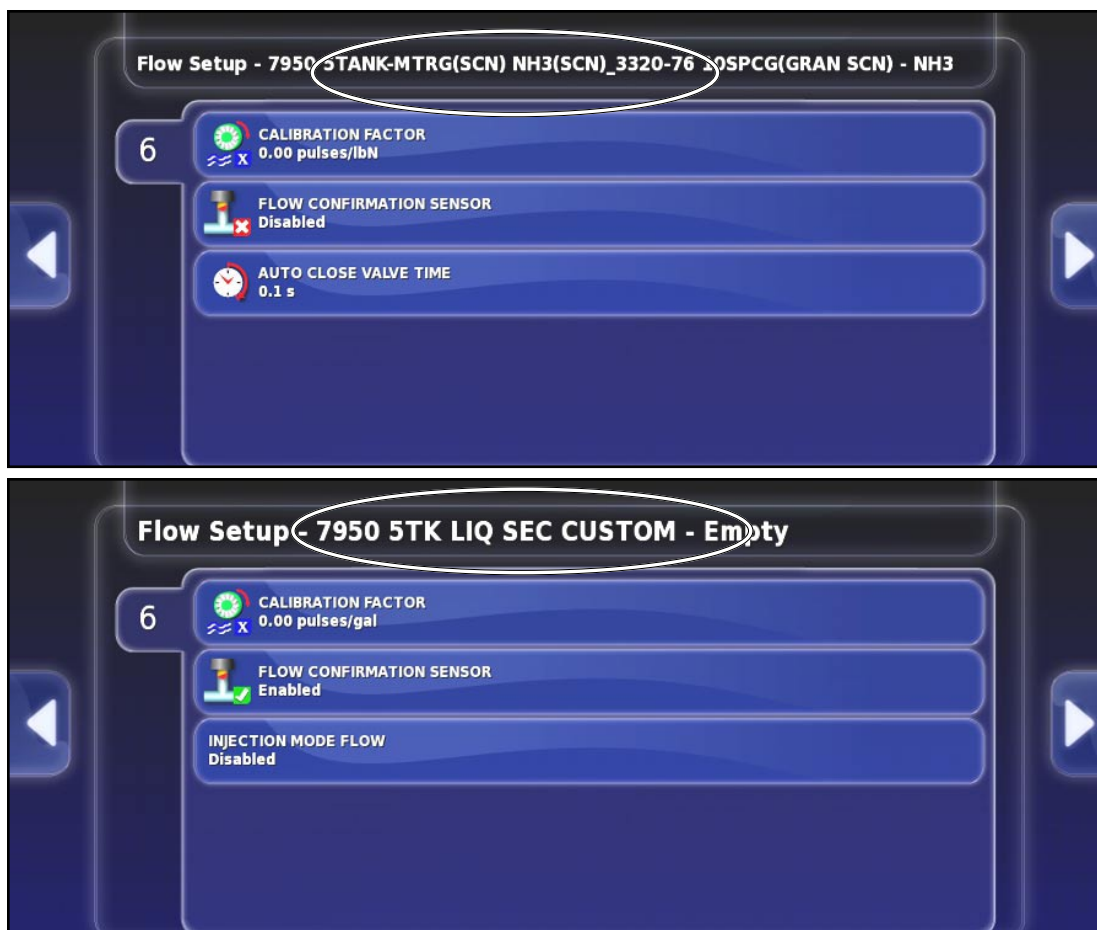 Flow Setup - 7950 5TANK-MTRG(SCN) NH3(SCN)_3320-76 10SPCG(GRAN SCN) - NH3
6
CALIBRATION FACTOR
0.00 pulses/lbN
FLOW CONFIRMATION SENSOR
Disabled
AUTO CLOSE VALVE TIME
0.1 s
Flow Setup - 7950 5TK LIQ SEC CUSTOM - Empty
6
CALIBRATION FACTOR
0.00 pulses/gal
FLOW CONFIRMATION SENSOR
Enabled
INJECTION MODE FLOW
Disabled